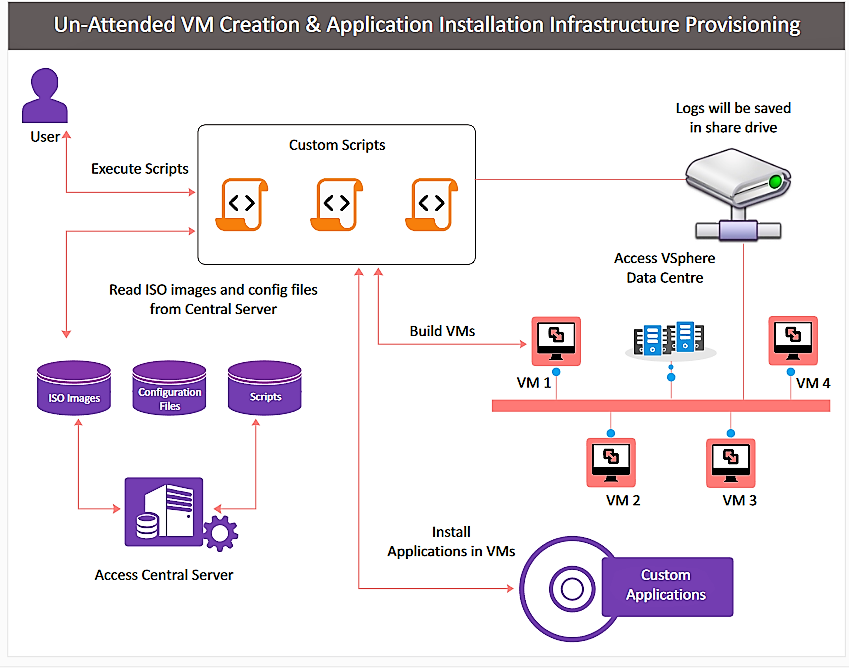 Un-Attended VM Creation & Application Installation Infrastructure Provisioning
User
Execute Scripts
Custom Scripts
Logs will be saved
in share drive
Access VSphere
Data Centre
Read ISO images and config files
from Central Server
Build VMs
VM 1
VM 4
ISO Images
Configuration
Files
Scripts
VM 2
VM 3
Access Central Server
Install
Applications in VMs
Custom
Applications